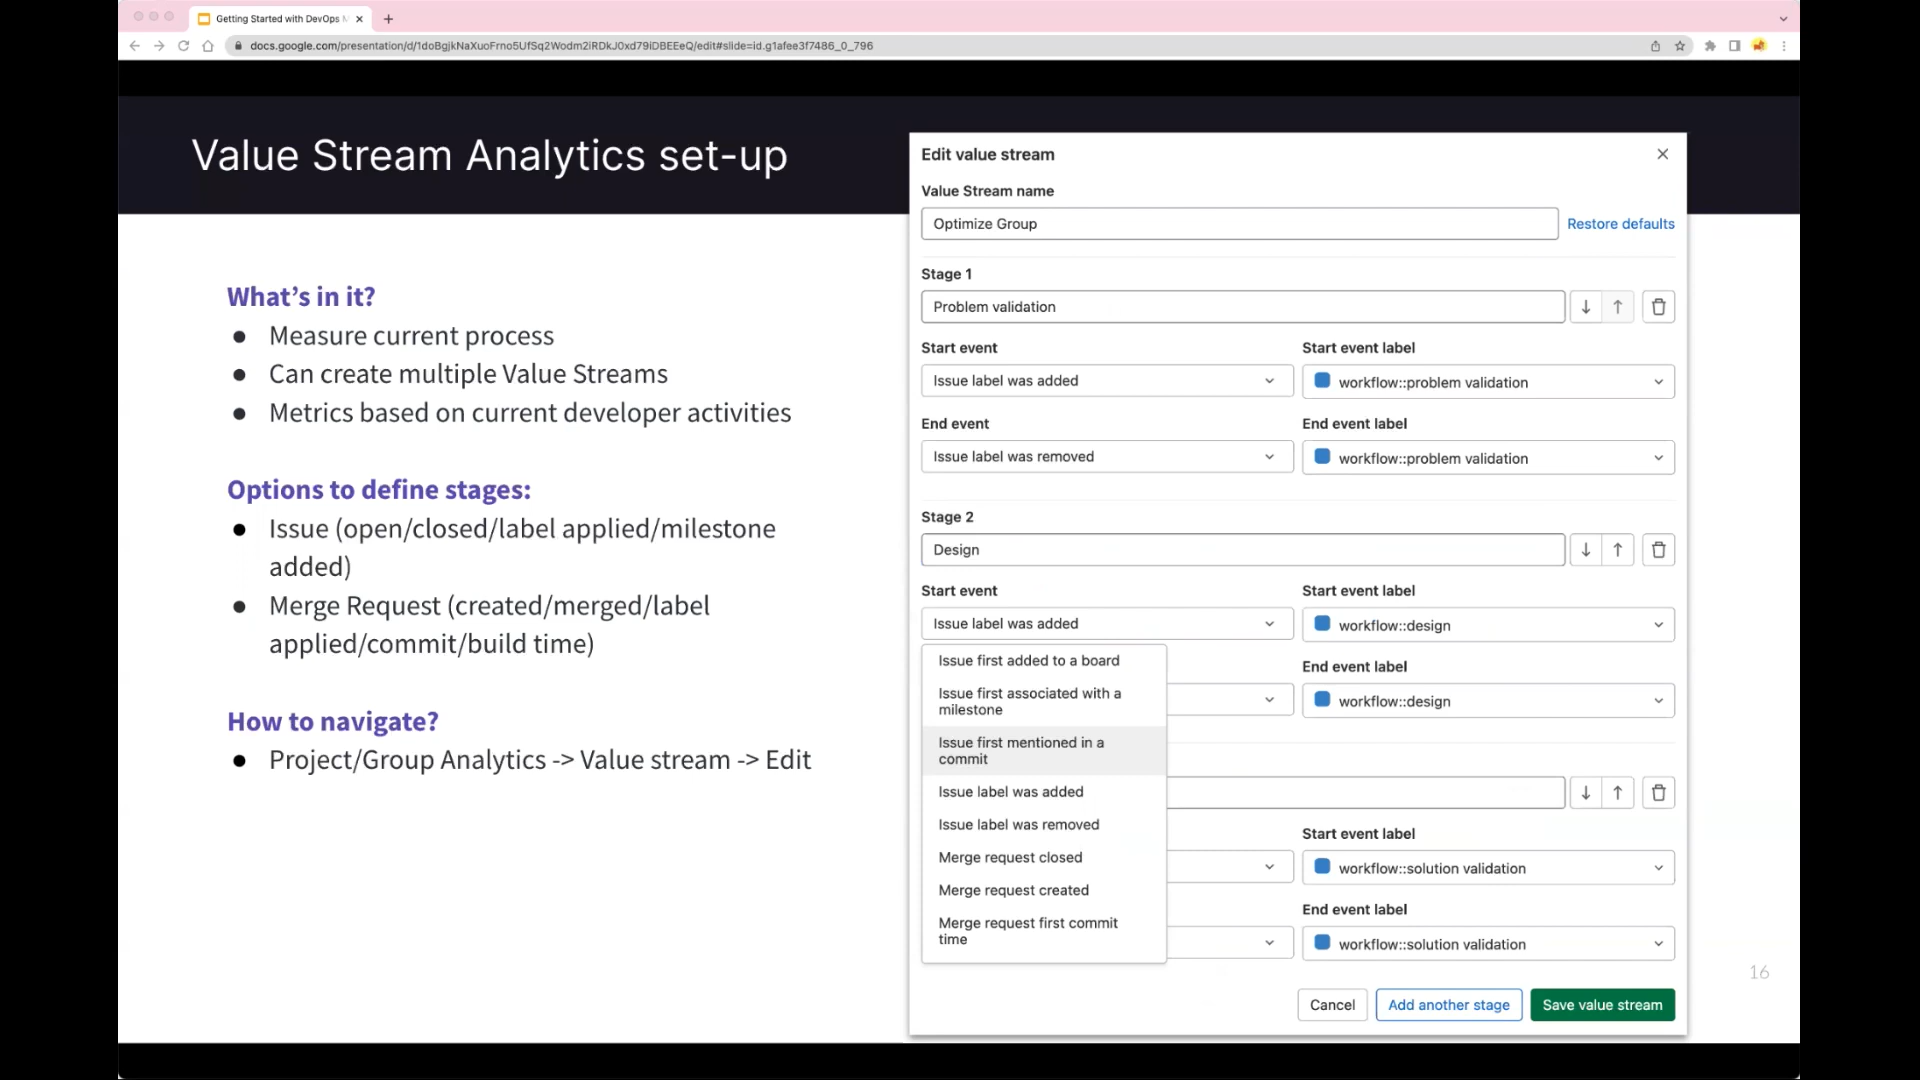 Getting Started with DevOps M
docs.google.com/presentation/d/1doBgjkNaXuoFrno5UfSq2Wodm2iRDkJ0xd79iDBEEeQ/edit#slide=id.g1afee3f7486_0_796
Value Stream Analytics set-up
What's in it?
● Measure current process
● Can create multiple Value Streams
● Metrics based on current developer activities
Options to define stages:
● Issue (open/closed/label applied/milestone
added)
● Merge Request (created/merged/label
applied/commit/build time)
How to navigate?
● Project/Group Analytics -> Value stream -> Edit
Edit value stream
Value Stream name
Optimize Group
Restore defaults
Stage 1
Problem validation
Start event
Start event label
Issue label was added
workflow::problem validation
End event
End event label
Issue label was removed
workflow::problem validation
Stage 2
Design
Start event
Start event label
Issue label was added
workflow::design
End event label
workflow::design
Issue first added to a board
Issue first associated with a
milestone
Issue first mentioned in a
commit
Issue label was added
Issue label was removed
Merge request closed
Merge request created
Merge request first commit
time
Start event label
workflow::solution validation
End event label
workflow::solution validation
Cancel
Add another stage
Save value stream
16